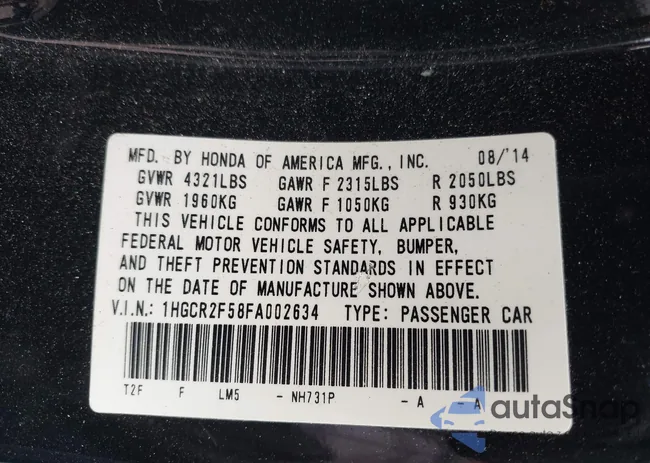 MFD. BY HONDA OF AMERICA MFG., INC. 08/'14
GVWR 4321LBS GAWR F 2315LBS R 2050LBS
GVWR 1960KG GAWR F 1050KG R 930KG
THIS VEHICLE CONFORMS TO ALL APPLICABLE
FEDERAL MOTOR VEHICLE SAFETY, BUMPER,
AND THEFT PREVENTION STANDARDS IN EFFECT
ON THE DATE OF MANUFACTURE SHOWN ABOVE.
V.I.N.: 1HGCR2F58FA002634 TYPE: PASSENGER CAR
T2F F LM5 - NH731P - A - A
autaSnap